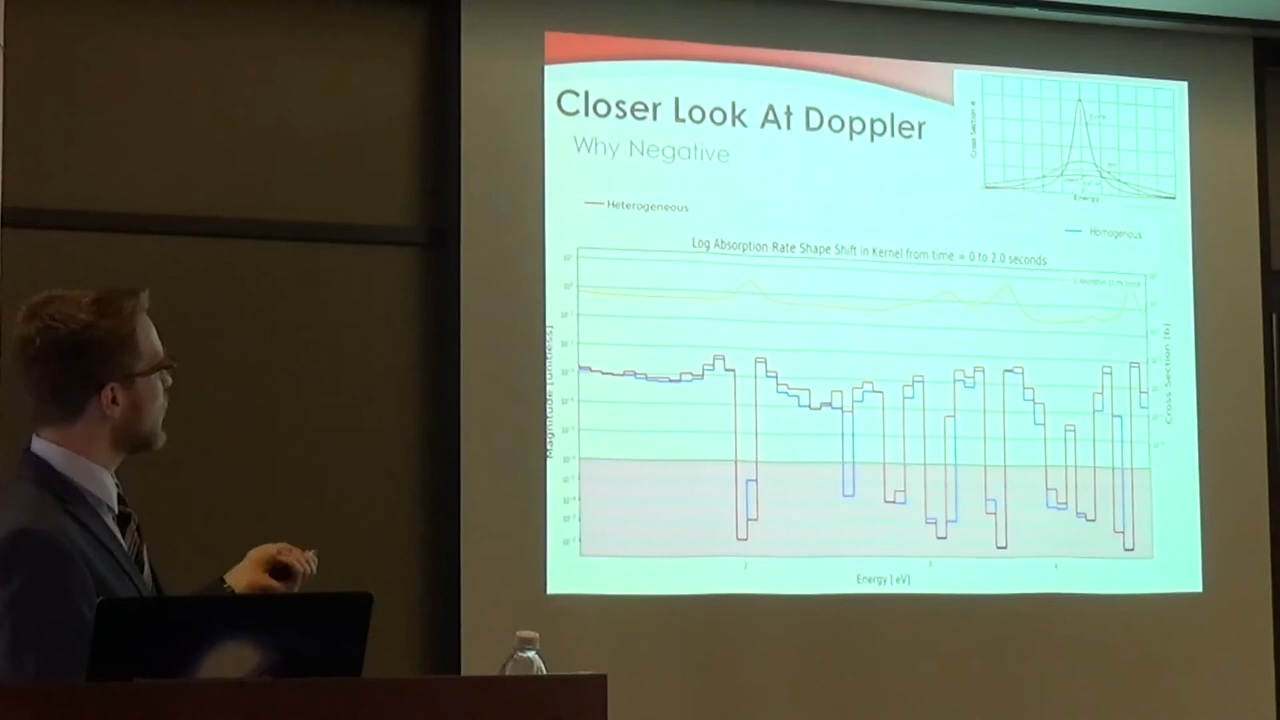 Closer Look At Doppler
Why Negative
Cross Section σ
Energy
Heterogeneous
Homogenous
Log Absorption Rate Shape Shift in Kernel from time = 0 to 2.0 seconds
Magnitude [unitless]
Cross Section [b]
Energy [eV]